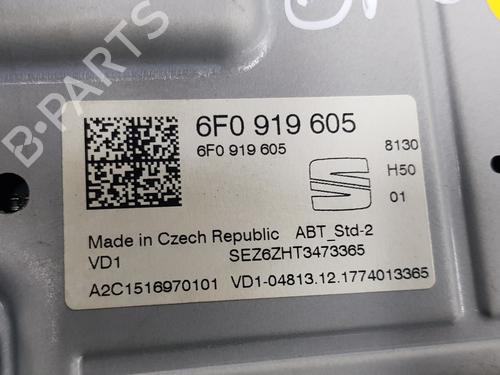 6F0 919 605
6F0 919 605
8130
H50
01
Made in Czech Republic ABT_Std-2
VD1 SEZ6ZHT3473365
A2C1516970101 VD1-04813.12.1774013365
B-PARTS